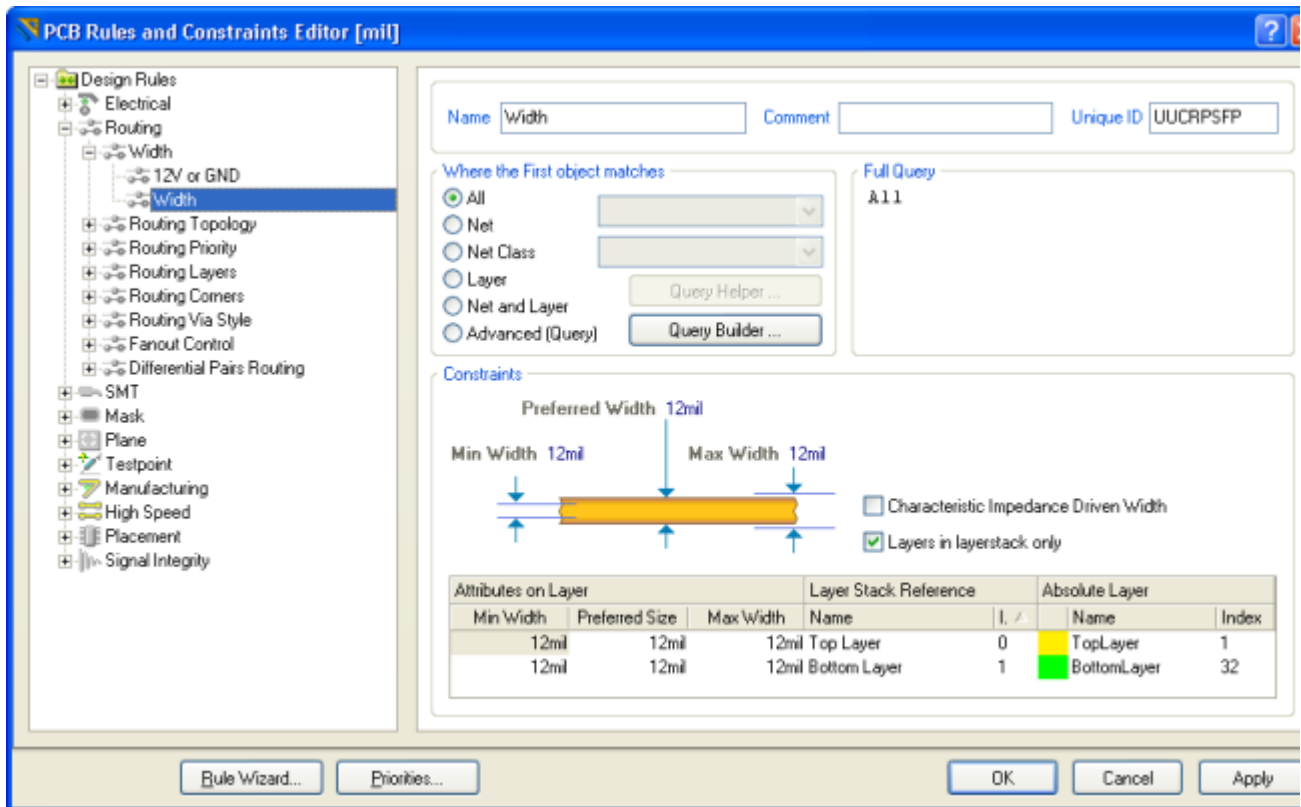 PCB Rules and Constraints Editor [mil]
Design Rules
Electrical
Routing
Width
12V or GND
Width
Routing Topology
Routing Priority
Routing Layers
Routing Corners
Routing Via Style
Fanout Control
Differential Pairs Routing
SMT
Mask
Plane
Testpoint
Manufacturing
High Speed
Placement
Signal Integrity
Name Width Comment Unique ID UUCRPSFP
Where the First object matches
All
Net
Net Class
Layer
Net and Layer
Advanced (Query)
Query Helper ...
Query Builder ...
Full Query
All
Constraints
Preferred Width 12mil
Min Width 12mil Max Width 12mil
Characteristic Impedance Driven Width
Layers in layerstack only
Attributes on Layer Layer Stack Reference Absolute Layer
Min Width Preferred Size Max Width Name I. Name Index
12mil 12mil 12mil Top Layer 0 TopLayer 1
12mil 12mil 12mil Bottom Layer 1 BottomLayer 32
Rule Wizard... Priorities... OK Cancel Apply